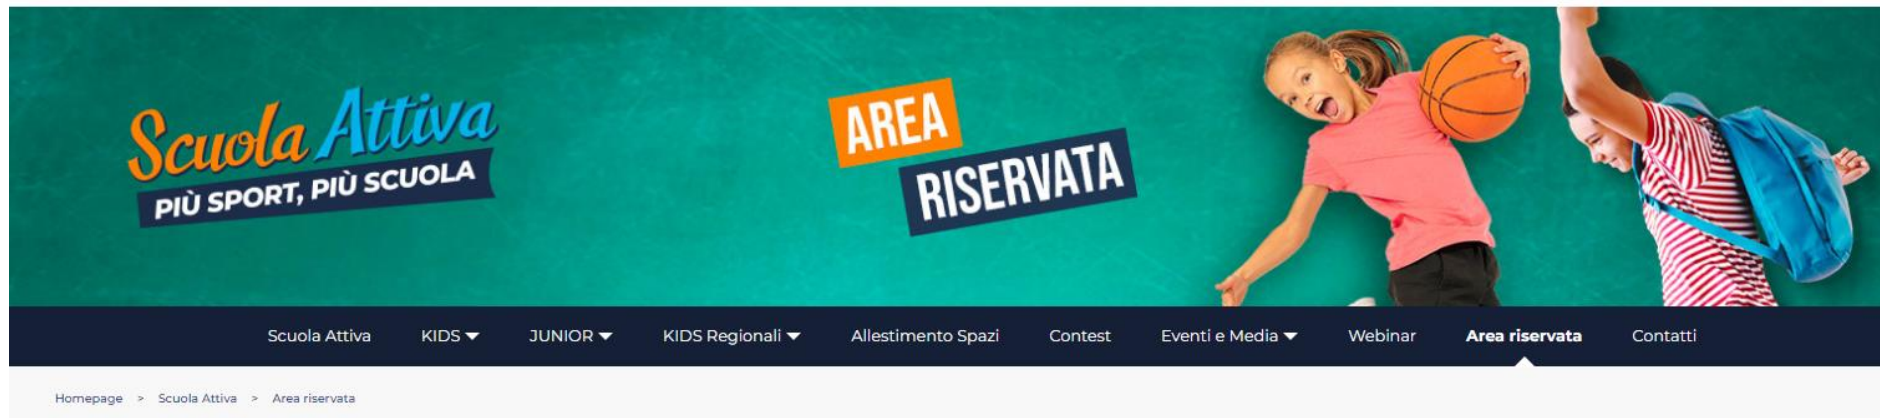 Scuola Attiva
PIÙ SPORT, PIÙ SCUOLA
AREA
RISERVATA
Scuola Attiva KIDS JUNIOR KIDS Regionali Allestimento Spazi Contest Eventi e Media Webinar Area riservata Contatti
Homepage > Scuola Attiva > Area riservata